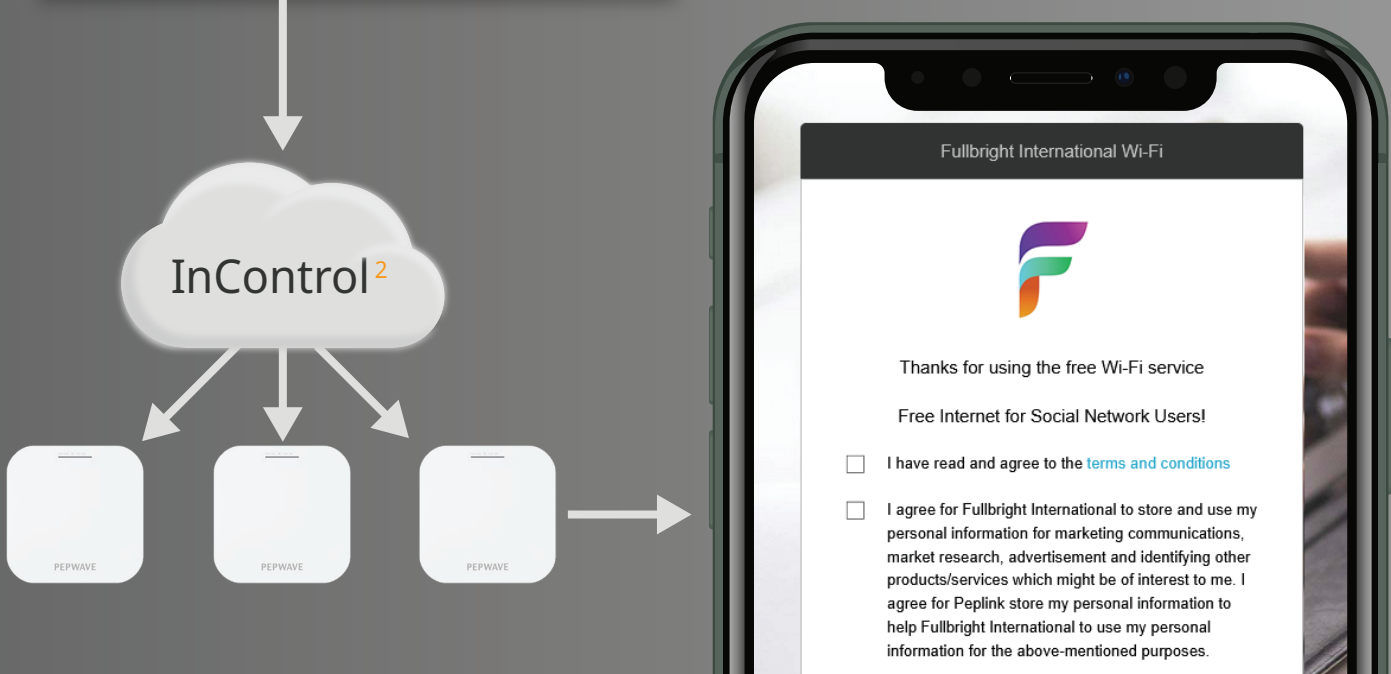 InControl 2
PEPWAVE
PEPWAVE
PEPWAVE
Fullbright International Wi-Fi
Thanks for using the free Wi-Fi service
Free Internet for Social Network Users!
I have read and agree to the terms and conditions
I agree for Fullbright International to store and use my
personal information for marketing communications,
market research, advertisement and identifying other
products/services which might be of interest to me. I
agree for Peplink store my personal information to
help Fullbright International to use my personal
information for the above-mentioned purposes.